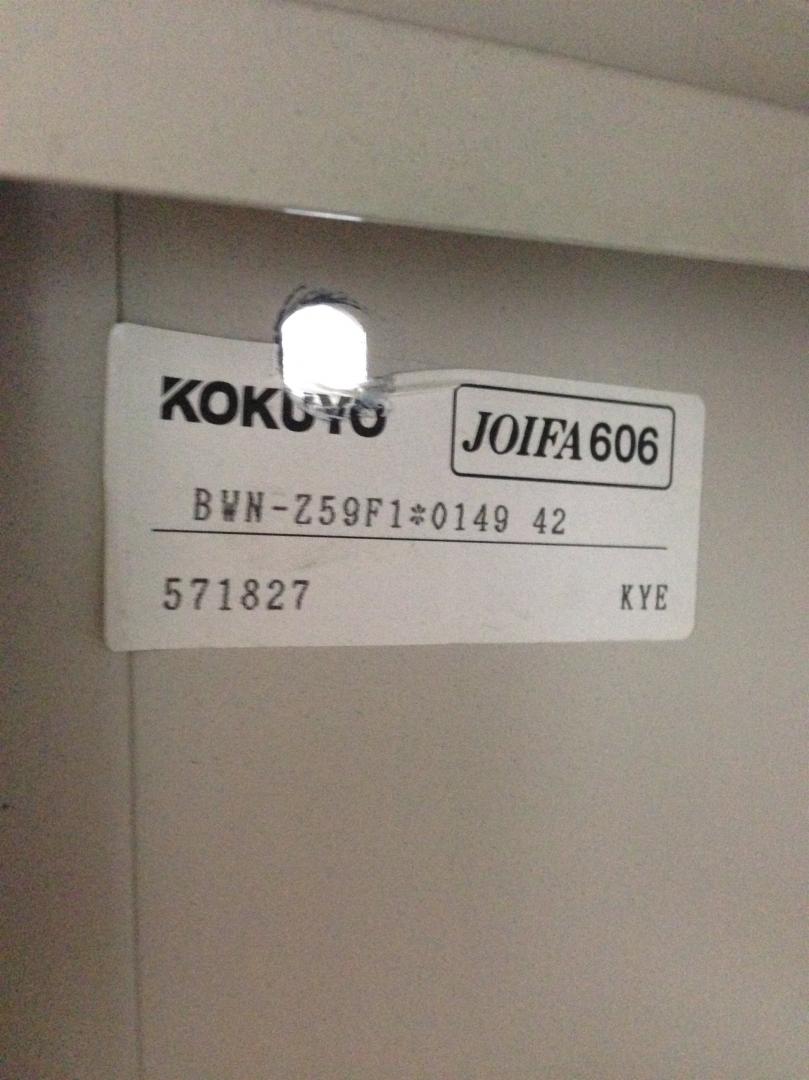 KOKUYO
JOIFA606
BWN-Z59F1*0149 42
571827 KYE